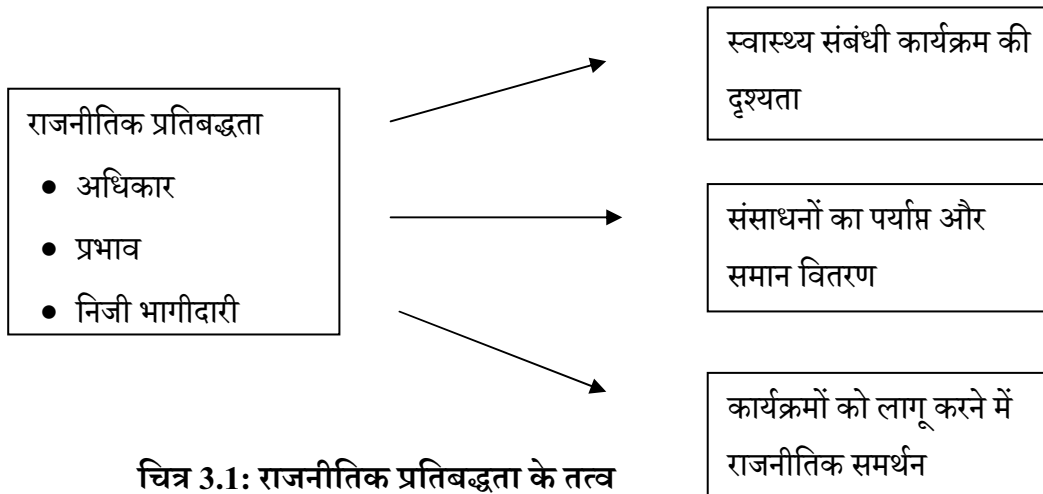 राजनीतिक प्रतिबद्धता
● अधिकार
● प्रभाव
● निजी भागीदारी
स्वास्थ्य संबंधी कार्यक्रम की
दृश्यता
संसाधनों का पर्याप्त और
समान वितरण
कार्यक्रमों को लागू करने में
राजनीतिक समर्थन
चित्र 3.1: राजनीतिक प्रतिबद्धता के तत्व